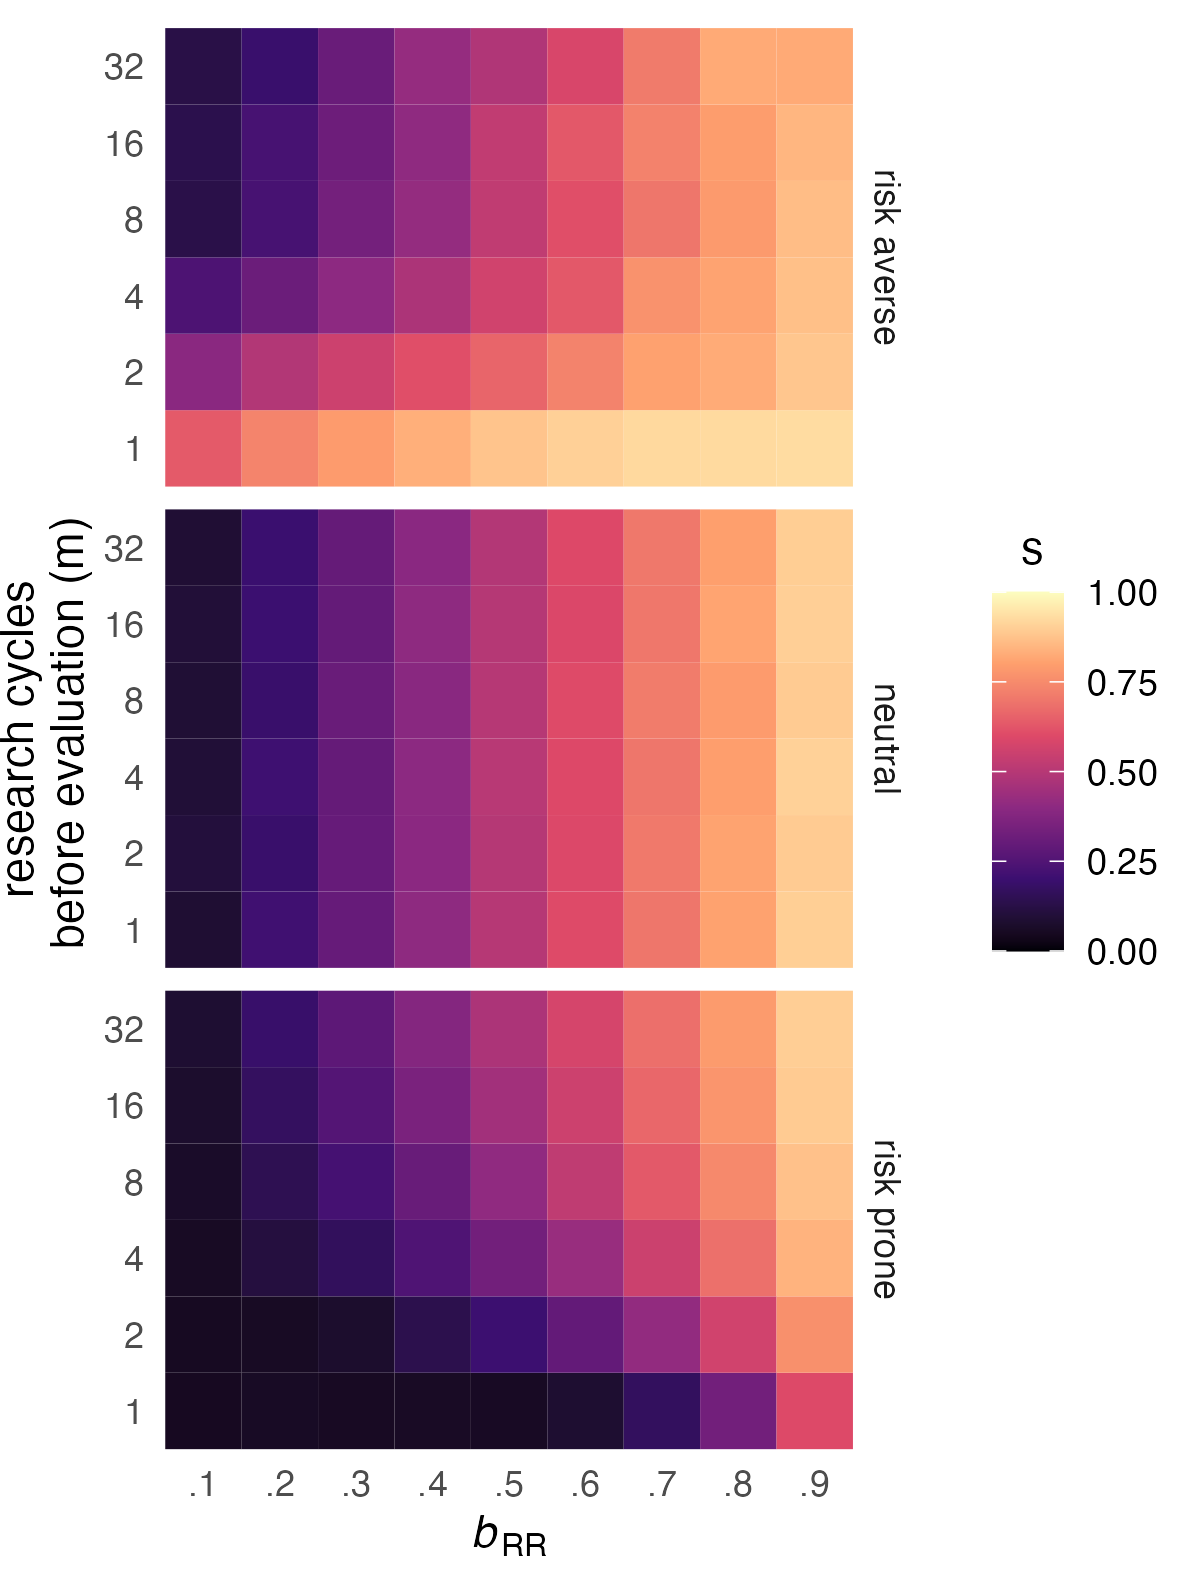 32
16
8
4
2
1
risk averse
32
16
8
4
2
1
neutral
32
16
8
4
2
1
risk prone
research cycles
before evaluation (m)
.1 .2 .3 .4 .5 .6 .7 .8 .9
bRR
s
1.00
0.75
0.50
0.25
0.00